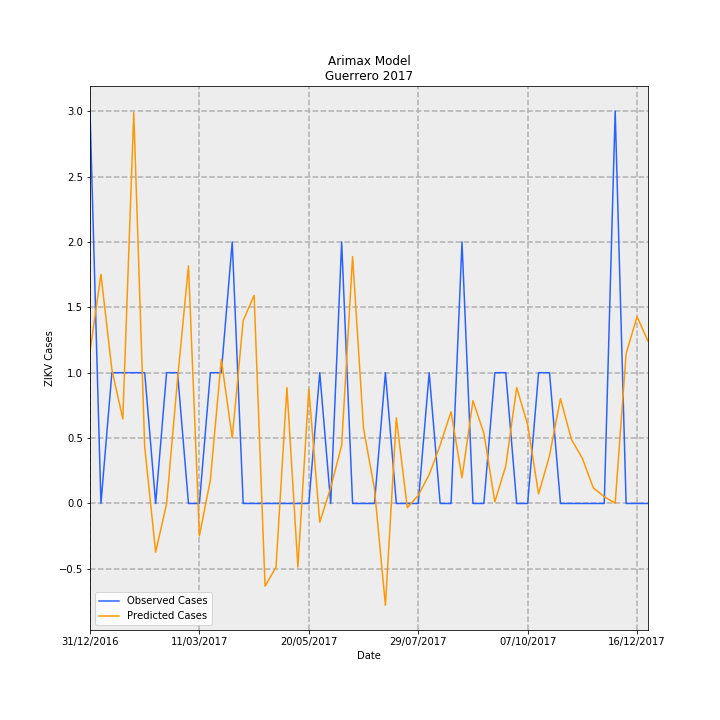 Arimax Model
Guerrero 2017
3.0
2.5
2.0
1.5
1.0
0.5
0.0
−0.5
ZIKV Cases
Observed Cases
Predicted Cases
31/12/2016 11/03/2017 20/05/2017 29/07/2017 07/10/2017 16/12/2017
Date